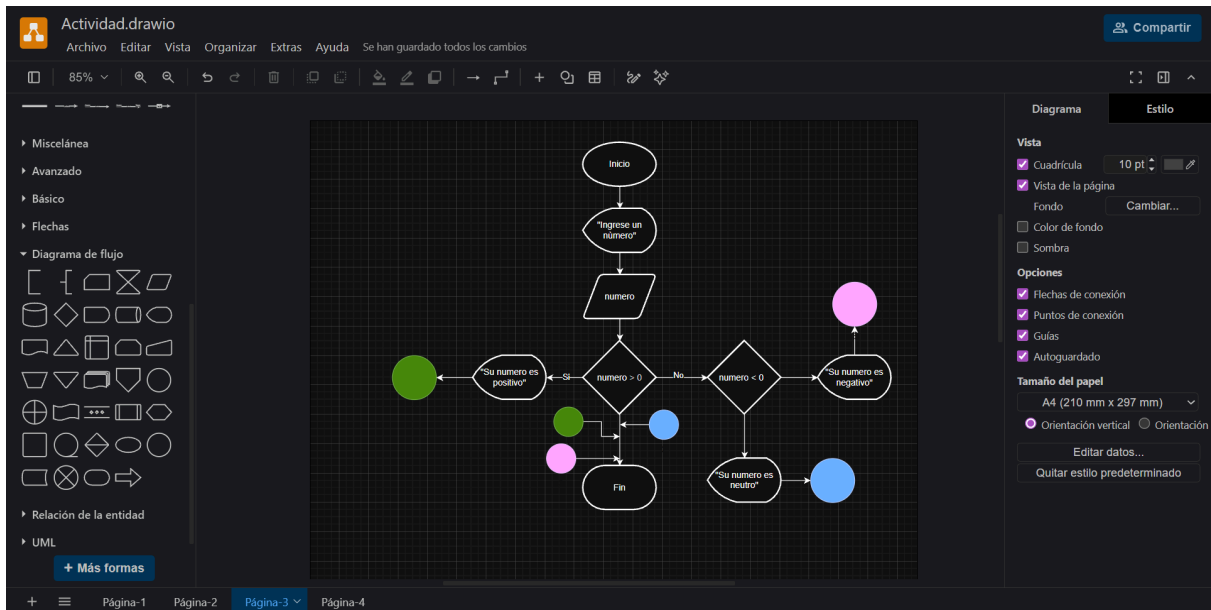 Actividad.drawio
Archivo Editar Vista Organizar Extras Ayuda Se han guardado todos los cambios
Compartir
85%
Diagrama Estilo
Misceláneá
Avanzado
Básico
Flechas
Diagrama de flujo
Relación de la entidad
UML
+ Más formas
Inicio
"Ingrese un
número"
numero
"Su numero es
positivo"
Si
numero > 0
No
numero < 0
"Su numero es
negativo"
Fin
"Su numero es
neutro"
Vista
Cuadrícula 10 pt
Vista de la página
Fondo Cambiar...
Color de fondo
Sombra
Opciones
Flechas de conexión
Puntos de conexión
Guías
Autoguardado
Tamaño del papel
A4 (210 mm x 297 mm)
Orientación vertical Orientación
Editar datos...
Quitar estilo predeterminado
Página-1 Página-2 Página-3 Página-4